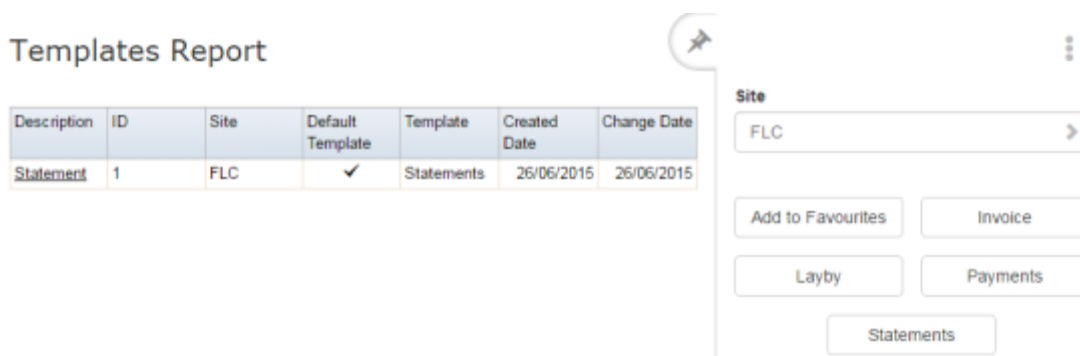 Templates Report
Description ID Site Default Template Template Created Date Change Date
Statement 1 FLC ✓ Statements 26/06/2015 26/06/2015
Site
FLC
Add to Favourites Invoice
Layby Payments
Statements